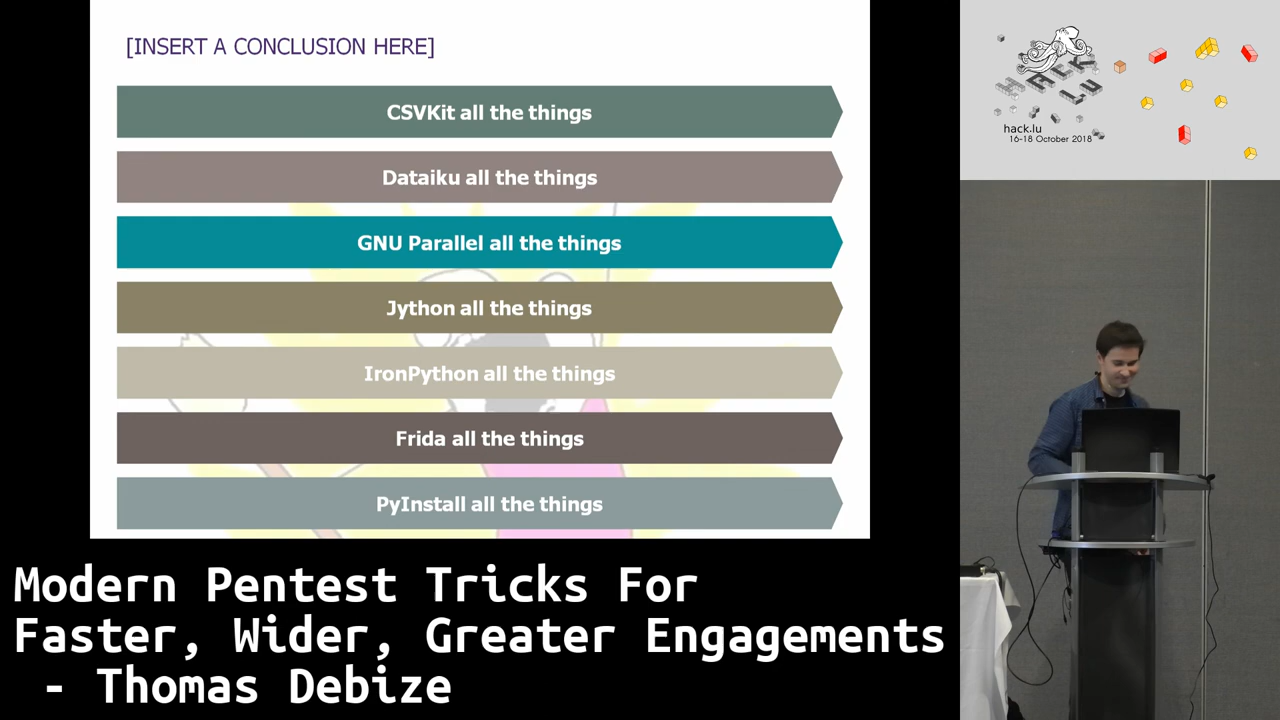 [INSERT A CONCLUSION HERE]
CSVKit all the things
Dataiku all the things
GNU Parallel all the things
Jython all the things
IronPython all the things
Frida all the things
PyInstall all the things
HACK
LU
hack.lu
16-18 October 2018
Modern Pentest Tricks For
Faster, Wider, Greater Engagements
- Thomas Debize